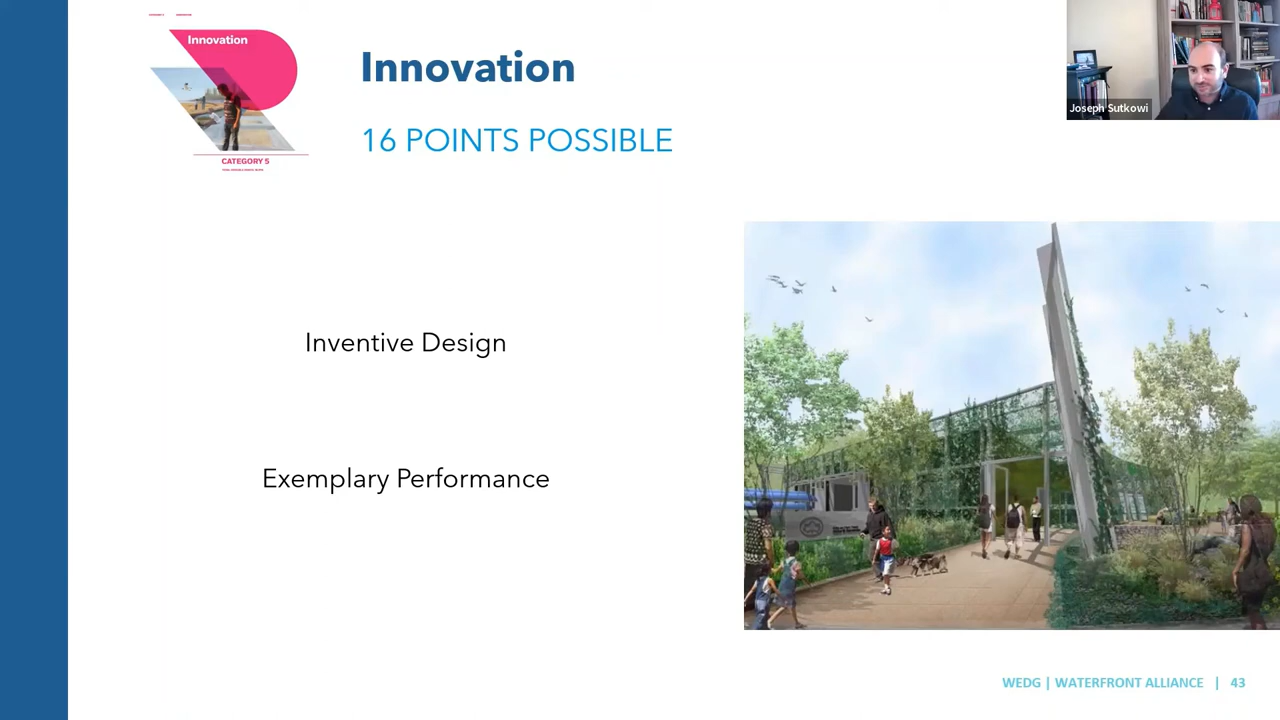 Innovation
CATEGORY 5
Innovation
16 POINTS POSSIBLE
Joseph Sutkowi
Inventive Design
Exemplary Performance
WEDG | WATERFRONT ALLIANCE | 43